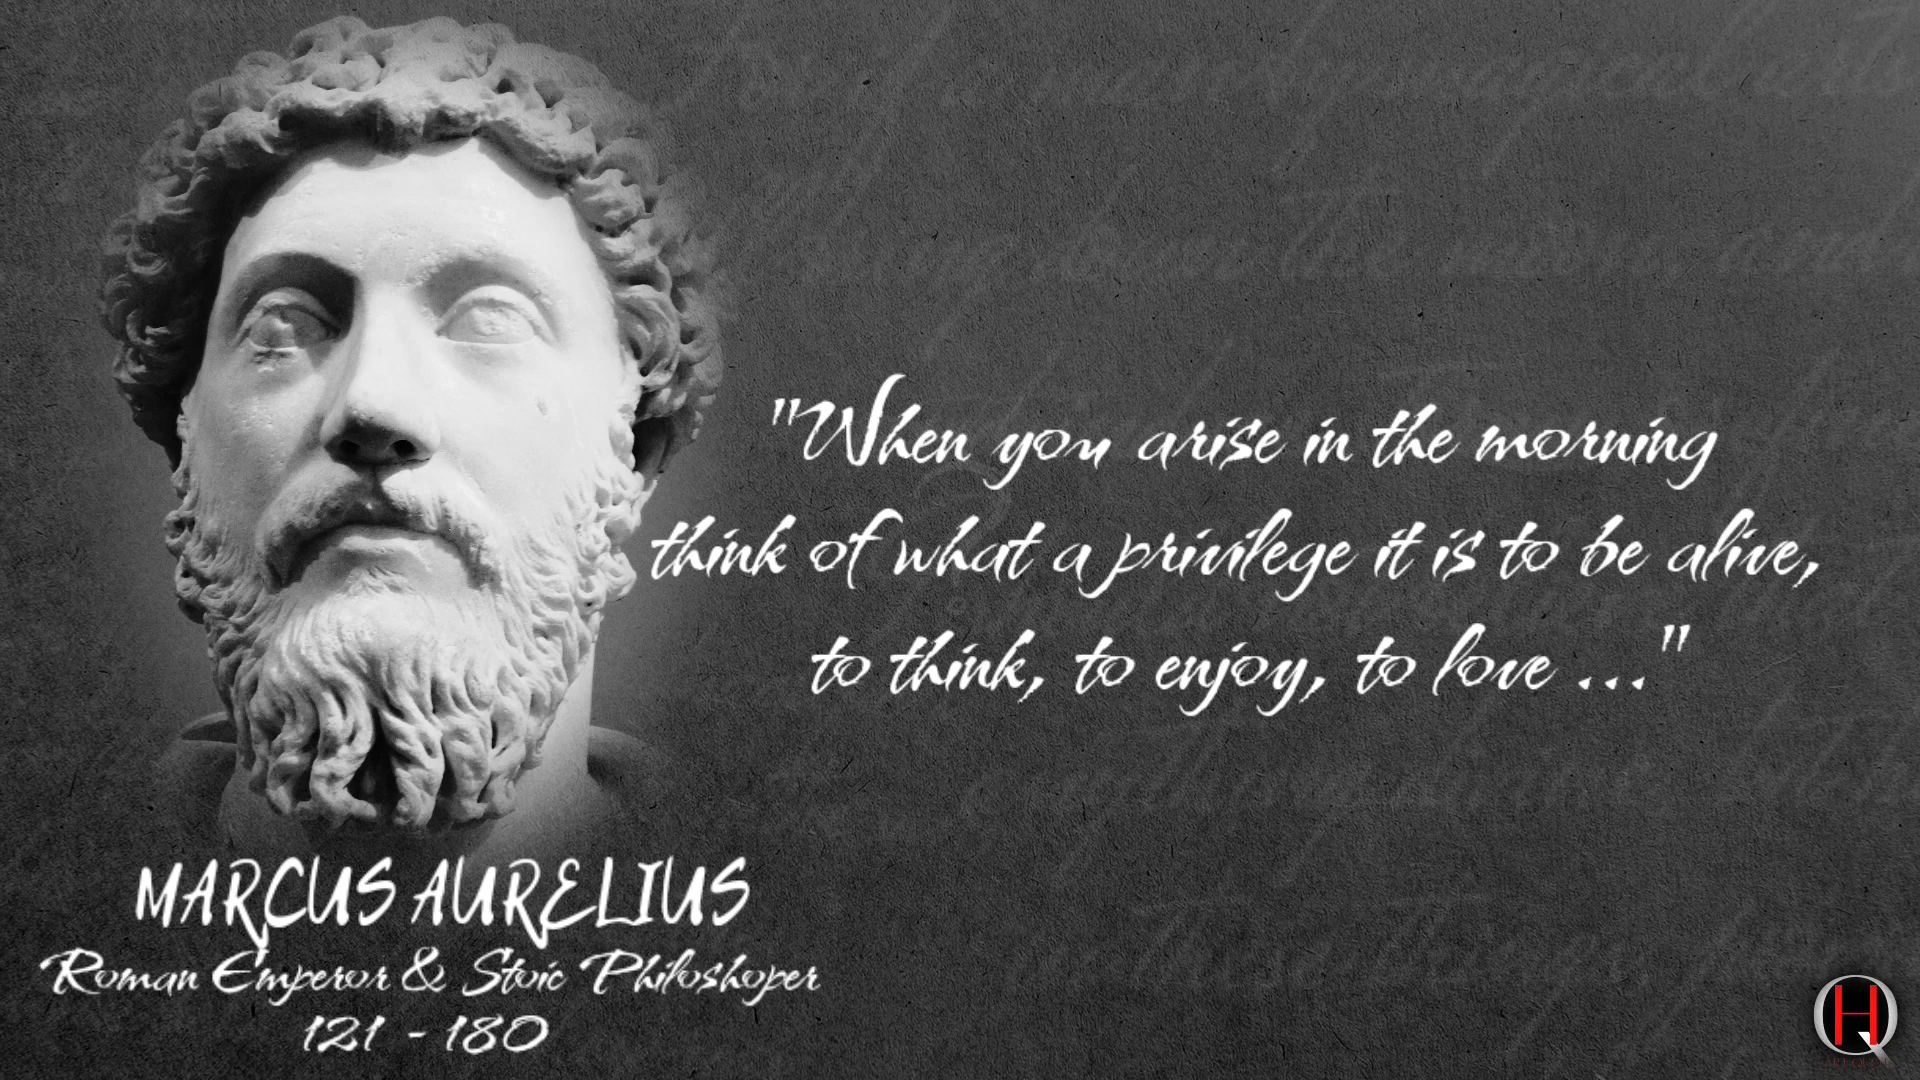 "When you arise in the morning
think of what a privilege it is to be alive,
to think, to enjoy, to love ..."
MARCUS AURELIUS
Roman Emperor & Stoic Philoshoper
121 - 180
HQ